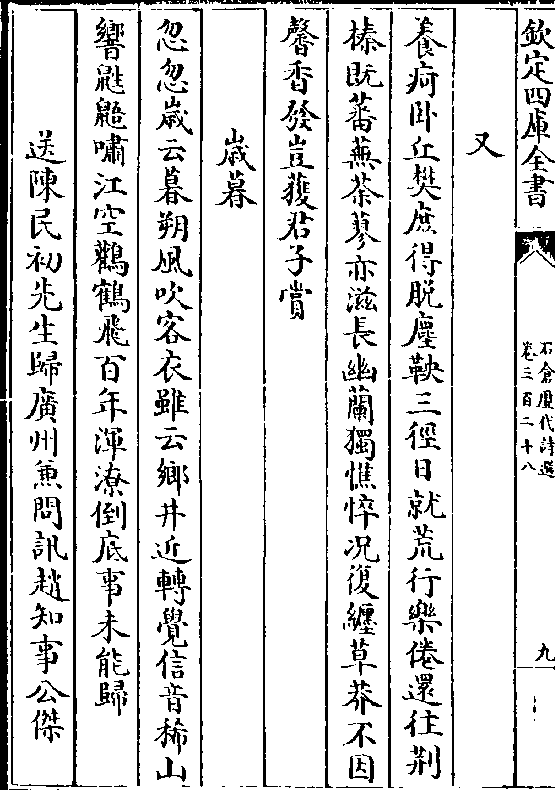 欽定四庫全書
石倉歷代詩選
卷三百二十八
九
又
養疴卧丘樊庶得脱塵鞅三徑日就荒行樂倦還往荆
榛既蕃蕪荼蓼亦滋長幽蘭獨憔悴况復纏草莽不因
馨香發豈獲君子賞
歲暮
忽忽歲云暮朔風吹客衣雖云鄉井近轉覺信音稀山
響鼪鼯嘯江空鸛鶴飛百年渾潦倒底事未能歸
送陳民初先生歸廣州兼問訊趙知事公傑